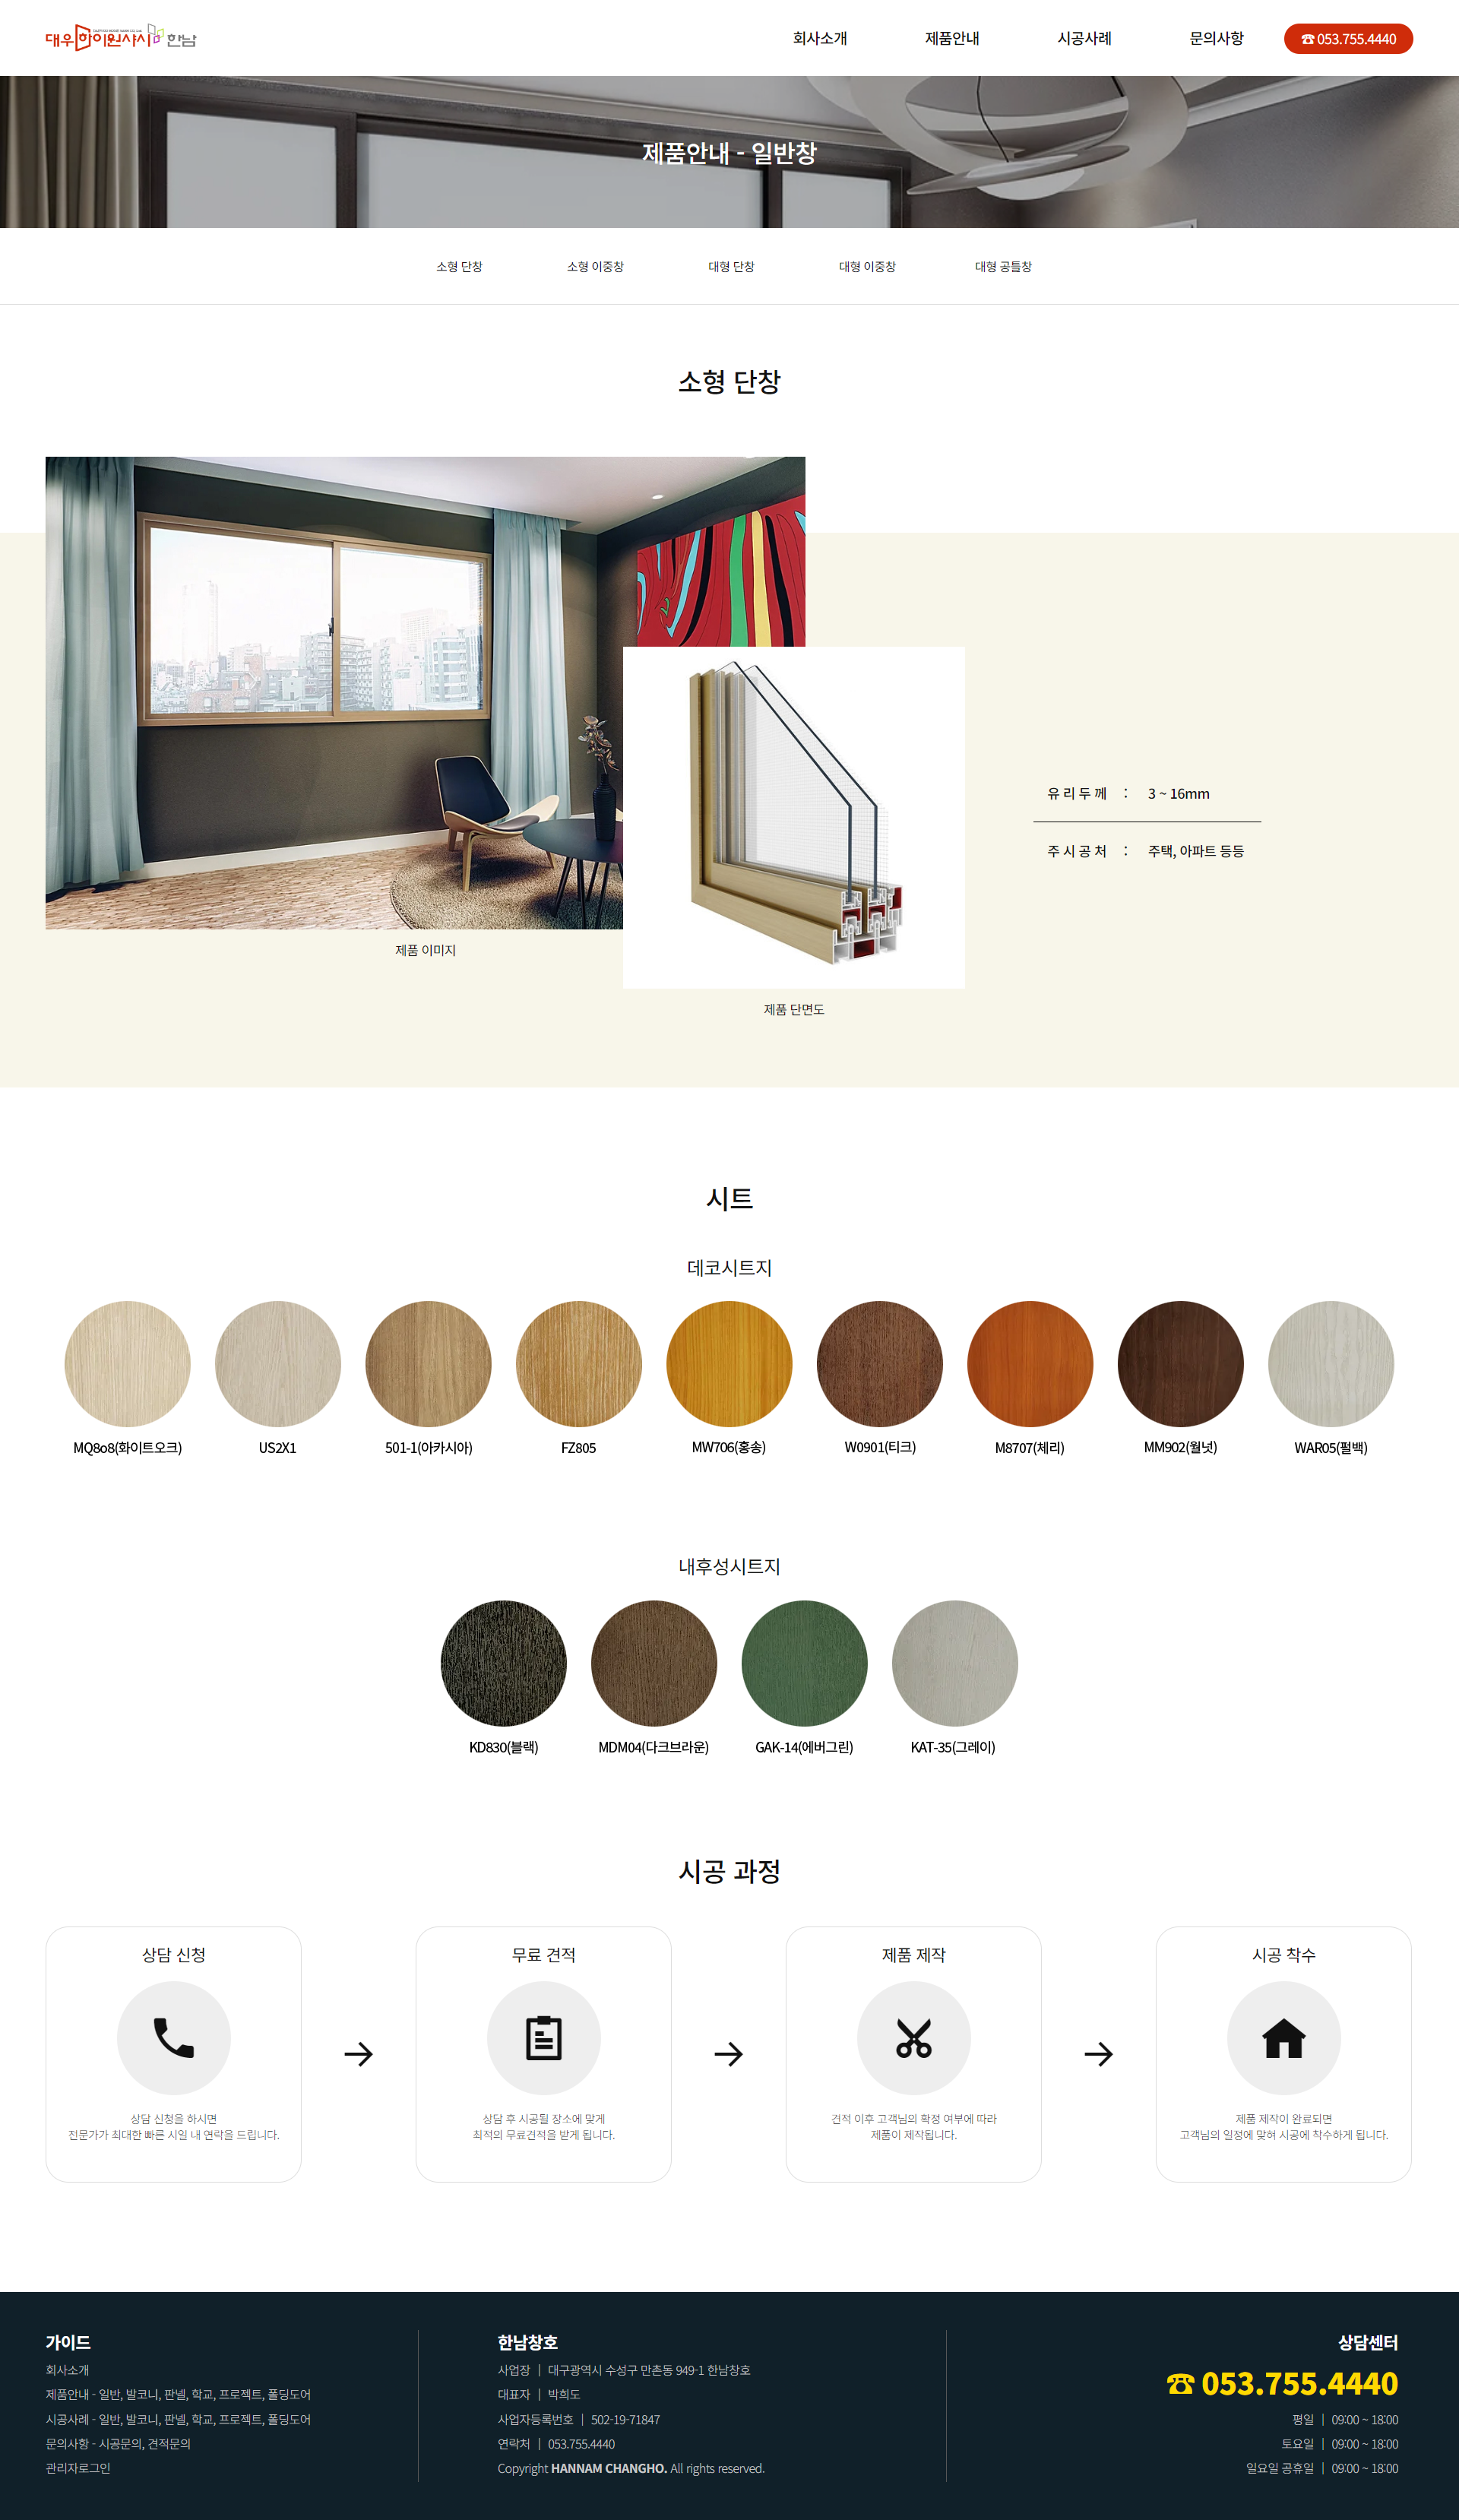 대우하이원샤시 한남
회사소개
제품안내
시공사례
문의사항
☎ 053.755.4440
제품안내 - 일반창
소형 단창
소형 이중창
대형 단창
대형 이중창
대형 공틀창
소형 단창
유 리 두 께 : 3 ~ 16mm
주 시 공 처 : 주택, 아파트 등등
제품 이미지
제품 단면도
시트
데코시트지
MQ8o8(화이트오크)
US2X1
501-1(아카시아)
FZ805
MW706(홍송)
W0901(티크)
M8707(체리)
MM902(월넛)
WAR05(펄백)
내후성시트지
KD830(블랙)
MDM04(다크브라운)
GAK-14(에버그린)
KAT-35(그레이)
시공 과정
상담 신청
상담 신청을 하시면
전문가가 최대한 빠른 시일 내 연락을 드립니다.
무료 견적
상담 후 시공될 장소에 맞게
최적의 무료견적을 받게 됩니다.
제품 제작
견적 이후 고객님의 확정 여부에 따라
제품이 제작됩니다.
시공 착수
제품 제작이 완료되면
고객님의 일정에 맞혀 시공에 착수하게 됩니다.
가이드
회사소개
제품안내 - 일반, 발코니, 판넬, 학교, 프로젝트, 폴딩도어
시공사례 - 일반, 발코니, 판넬, 학교, 프로젝트, 폴딩도어
문의사항 - 시공문의, 견적문의
관리자로그인
한남창호
사업장 | 대구광역시 수성구 만촌동 949-1 한남창호
대표자 | 박희도
사업자등록번호 | 502-19-71847
연락처 | 053.755.4440
Copyright HANNAM CHANGHO. All rights reserved.
상담센터
☎ 053.755.4440
평일 | 09:00 ~ 18:00
토요일 | 09:00 ~ 18:00
일요일 공휴일 | 09:00 ~ 18:00